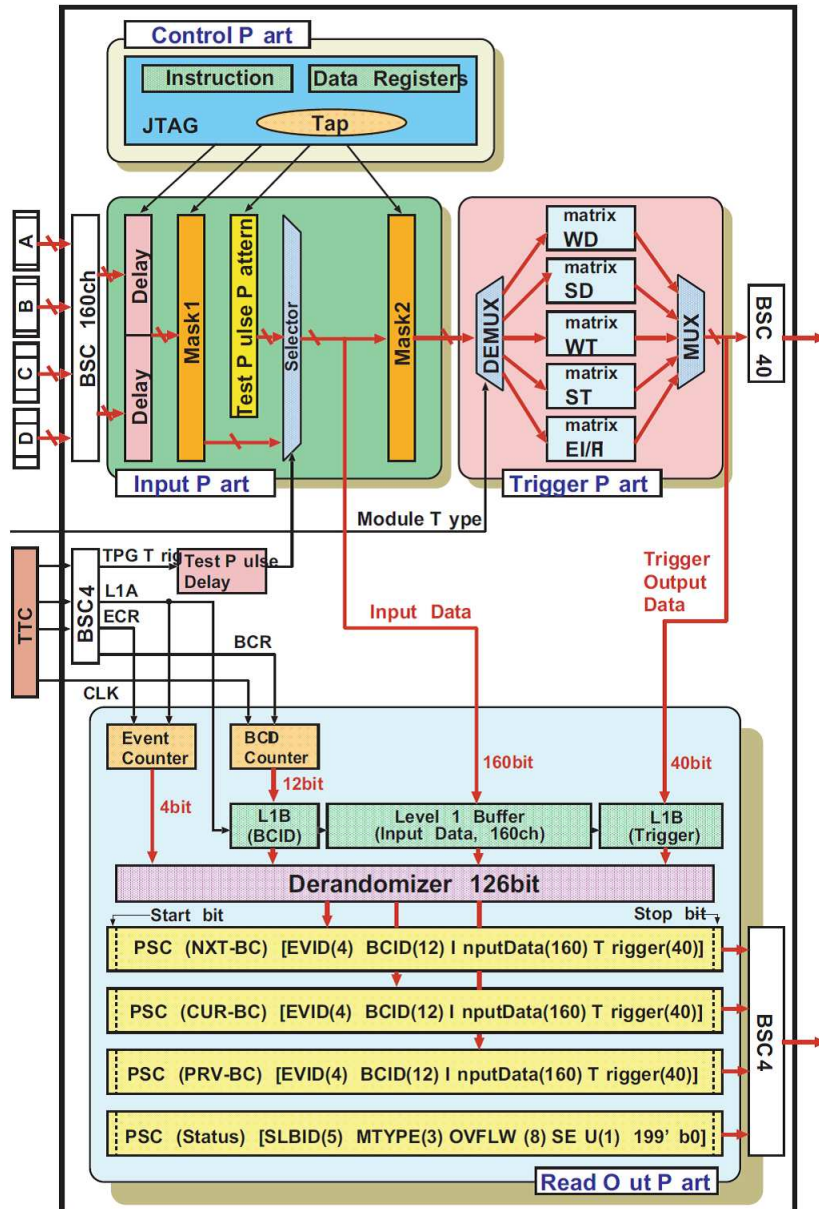 Control P art
Instruction
Data Registers
JTAG
Tap
A
B
C
D
BSC 160ch
Delay
Delay
Mask1
Test P ulse P attern
Selector
Mask2
Input P art
DEMUX
matrix
WD
matrix
SD
matrix
WT
matrix
ST
matrix
EI/FI
MUX
Trigger P art
BSC 40
Module T ype
TTC
BSC4
TPG T rig
L1A
ECR
BCR
CLK
Test P ulse
Delay
Input Data
Trigger
Output
Data
Event
Counter
BCID
Counter
4bit
12bit
160bit
40bit
L1B
(BCID)
Level 1 Buffer
(Input Data, 160ch)
L1B
(Trigger)
Derandomizer 126bit
Start bit
Stop bit
PSC (NXT-BC) [EVID(4) BCID(12) I nputData(160) T rigger(40)]
PSC (CUR-BC) [EVID(4) BCID(12) I nputData(160) T rigger(40)]
PSC (PRV-BC) [EVID(4) BCID(12) I nputData(160) T rigger(40)]
PSC (Status) [SLBID(5) MTYPE(3) OVFLW (8) SE U(1) 199' b0]
BSC4
Read O ut P art